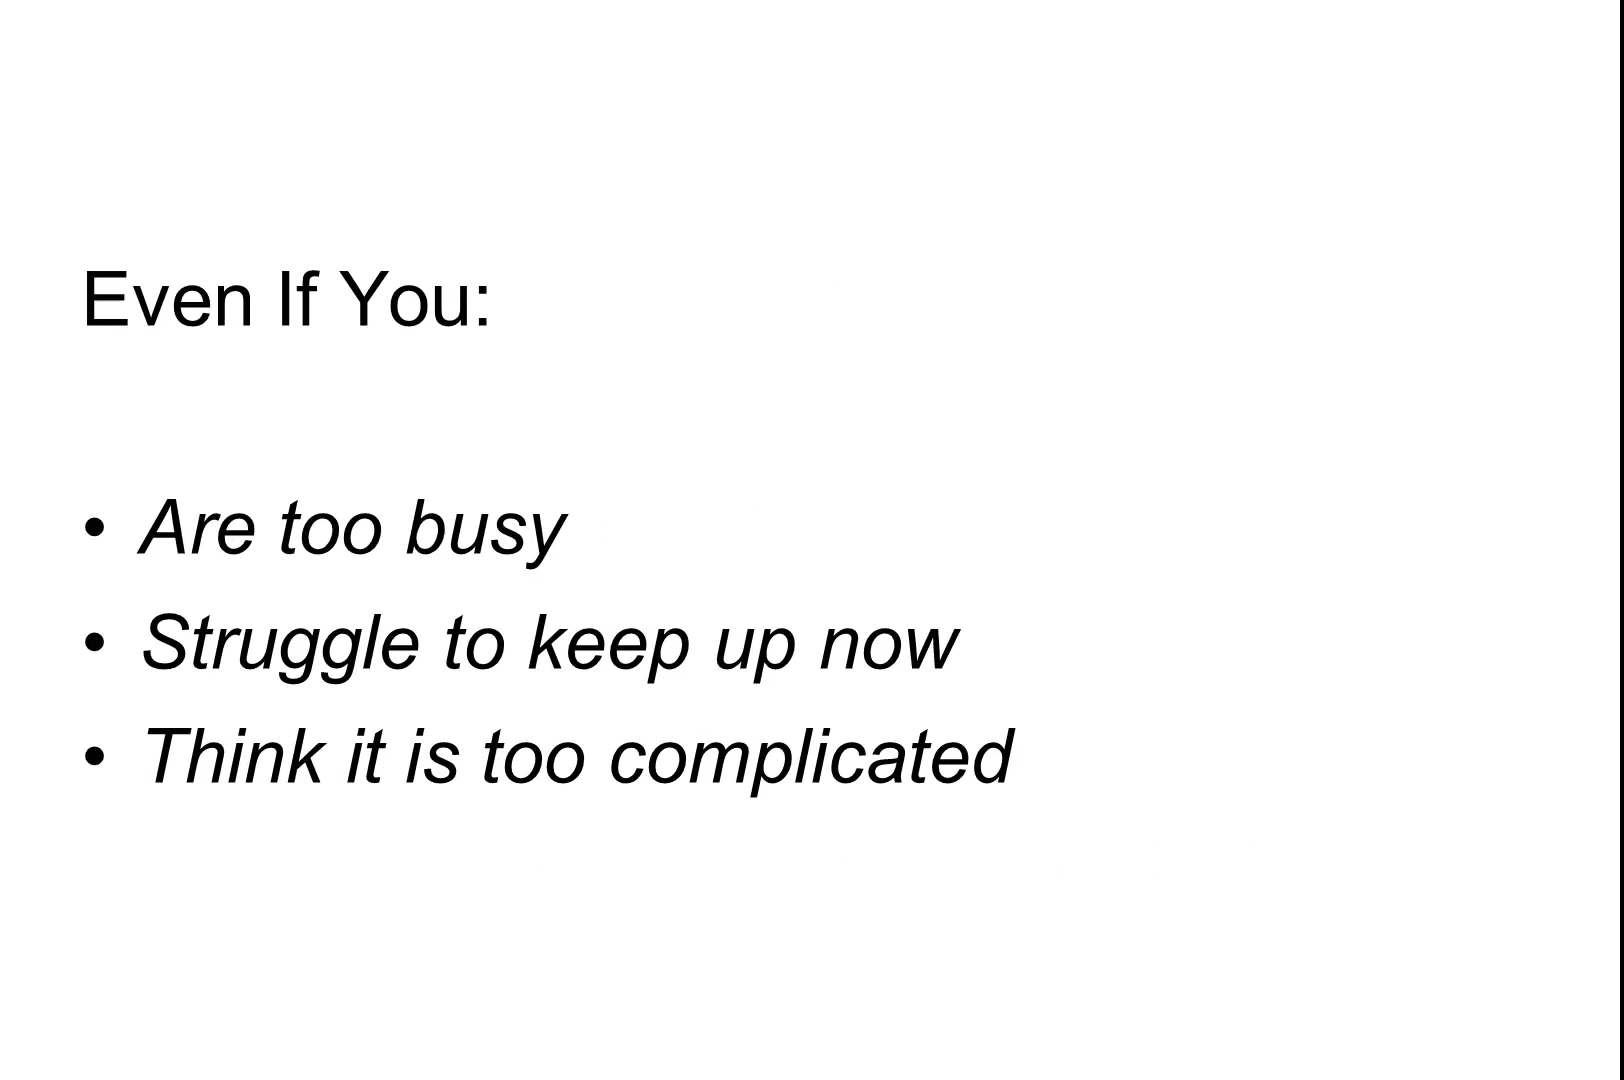 Even If You:
• Are too busy
• Struggle to keep up now
• Think it is too complicated